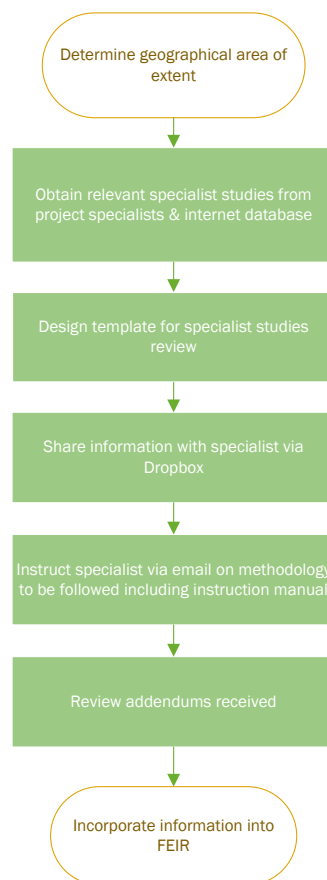 Determine geographical area of
extent
Obtain relevant specialist studies from
project specialists & internet database
Design template for specialist studies
review
Share information with specialist via
Dropbox
Instruct specialist via email on methodology
to be followed including instruction manual
Review addendums received
Incorporate information into
FEIR